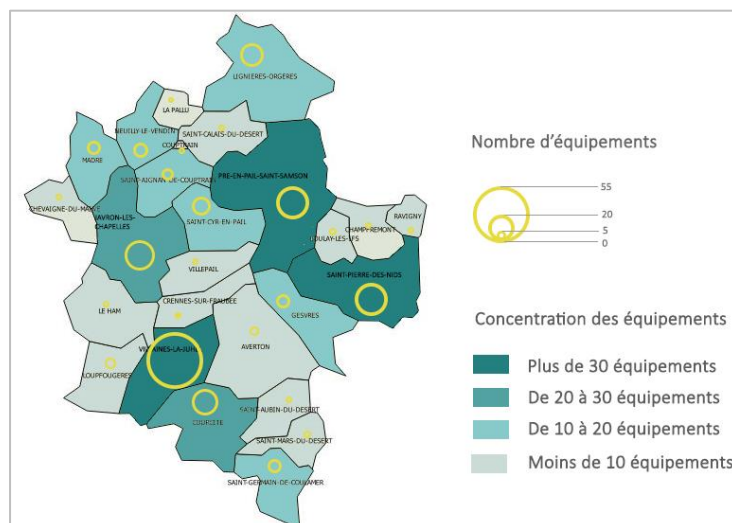 LIGNIERES-ORGERES
LA PALLU
NEUILLY-LE-VENDIN
SAINT-CALAIS-DU-DESERT
COUPTRAIN
MADRE
SAINT-AIGNAN-DE-COUPTRAIN
PRE-EN-PAIL-SAINT-SAMSON
CHEVAIGNE-DU-MAINE
JAVRON-LES-CHAPELLES
SAINT-CYR-EN-PAIL
RAVIGNY
CHAMPFREMONT
BOULAY-LES-IFS
VILLEPAIL
SAINT-PIERRE-DES-NIDS
LE HAM
CRENNES-SUR-FRAUBEE
GESVRES
AVERTON
VILLAINES-LA-JUHEL
LOUPFOUGERES
COURCITE
SAINT-AUBIN-DU-DESERT
SAINT-MARS-DU-DESERT
SAINT-GERMAIN-DE-COULAMER
Nombre d'équipements
55
20
5
0
Concentration des équipements
Plus de 30 équipements
De 20 à 30 équipements
De 10 à 20 équipements
Moins de 10 équipements